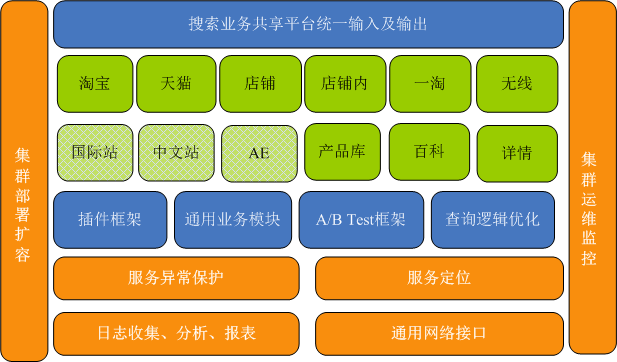 搜索业务共享平台统一输入及输出
淘宝
天猫
店铺
店铺内
一淘
无线
国际站
中文站
AE
产品库
百科
详情
插件框架
通用业务模块
A/B Test框架
查询逻辑优化
服务异常保护
服务定位
日志收集、分析、报表
通用网络接口
集群部署扩容
集群运维监控